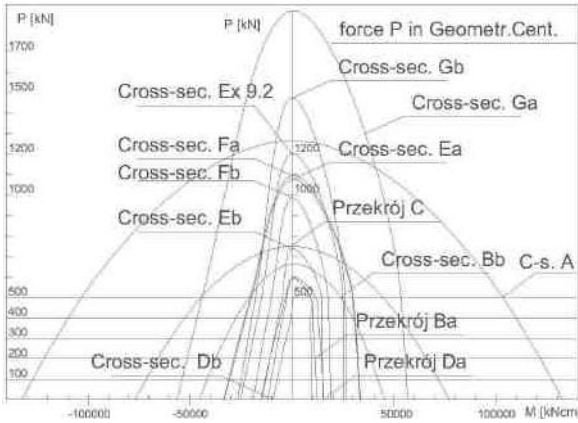 P [kN]
P [kN]
1700
force P in Geometr.Cent.
1500
Cross-sec. Gb
Cross-sec. Ex 9.2
Cross-sec. Ga
1200
1200
Cross-sec. Fa
Cross-sec. Ea
Cross-sec. Fb
1000
1000
Cross-sec. Eb
Przekrój C
Cross-sec. Bb
C-s. A
500
500
400
Przekrój Ba
300
200
Cross-sec. Db
Przekrój Da
100
-100000
-50000
0
50000
100000
M [kNcm